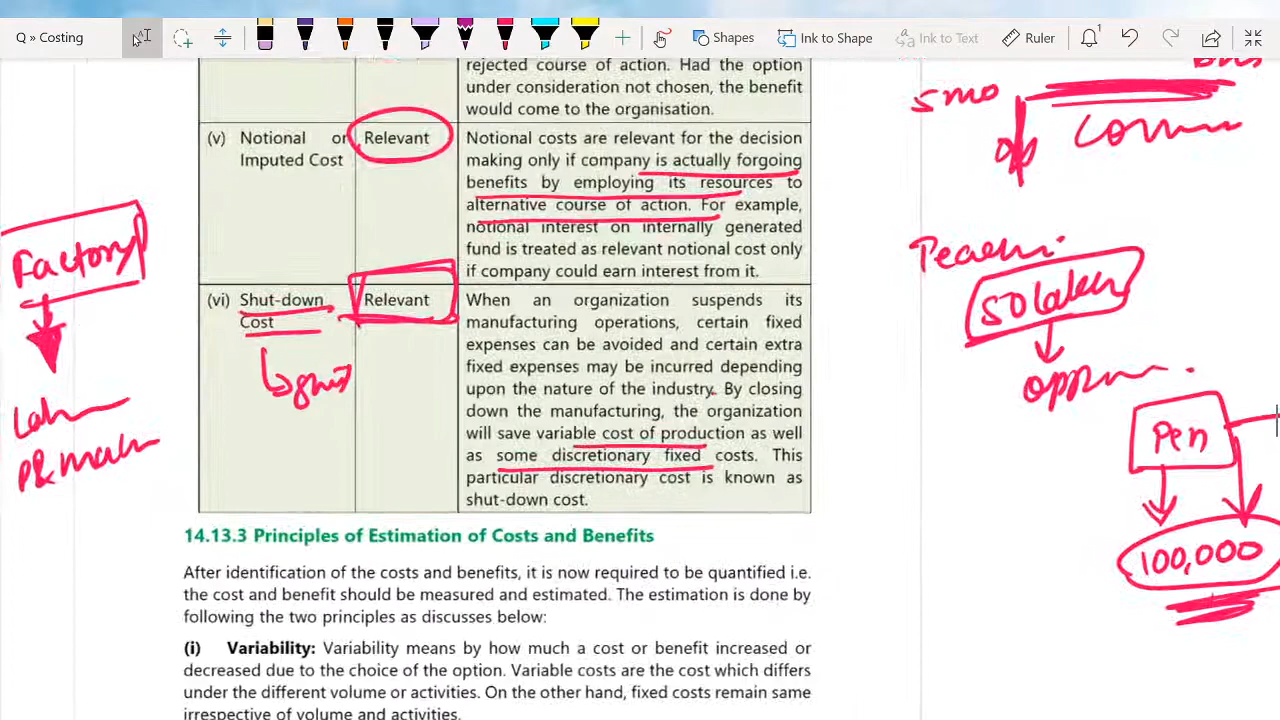 Q » Costing
Shapes
Ink to Shape
Ink to Text
Ruler
rejected course of action. Had the option
under consideration not chosen, the benefit
would come to the organisation.
(v) Notional or Imputed Cost
Relevant
Notional costs are relevant for the decision
making only if company is actually forgoing
benefits by employing its resources to
alternative course of action. For example,
notional interest on internally generated
fund is treated as relevant notional cost only
if company could earn interest from it.
(vi) Shut-down Cost
Relevant
When an organization suspends its
manufacturing operations, certain fixed
expenses can be avoided and certain extra
fixed expenses may be incurred depending
upon the nature of the industry. By closing
down the manufacturing, the organization
will save variable cost of production as well
as some discretionary fixed costs. This
particular discretionary cost is known as
shut-down cost.
14.13.3 Principles of Estimation of Costs and Benefits
After identification of the costs and benefits, it is now required to be quantified i.e.
the cost and benefit should be measured and estimated. The estimation is done by
following the two principles as discusses below:
(i) Variability: Variability means by how much a cost or benefit increased or
decreased due to the choice of the option. Variable costs are the cost which differs
under the different volume or activities. On the other hand, fixed costs remain same
irrespective of volume and activities.
Factory
5 mo
50 lakh
Pen
100,000